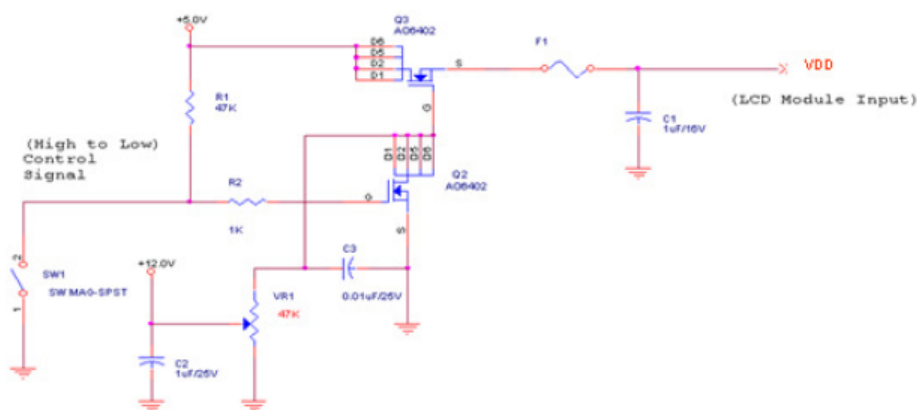 Q3
AO6402
+5.0V
D6
D5
D2
D1
S
G
F1
VDD
(LCD Module Input)
R1
47K
C1
1uF/16V
(High to Low)
Control
Signal
D1
D2
D5
D6
Q2
AO6402
R2
1K
G
S
2
SW1
SW MAG-SPST
1
+12.0V
C3
0.01uF/25V
VR1
47K
C2
1uF/25V